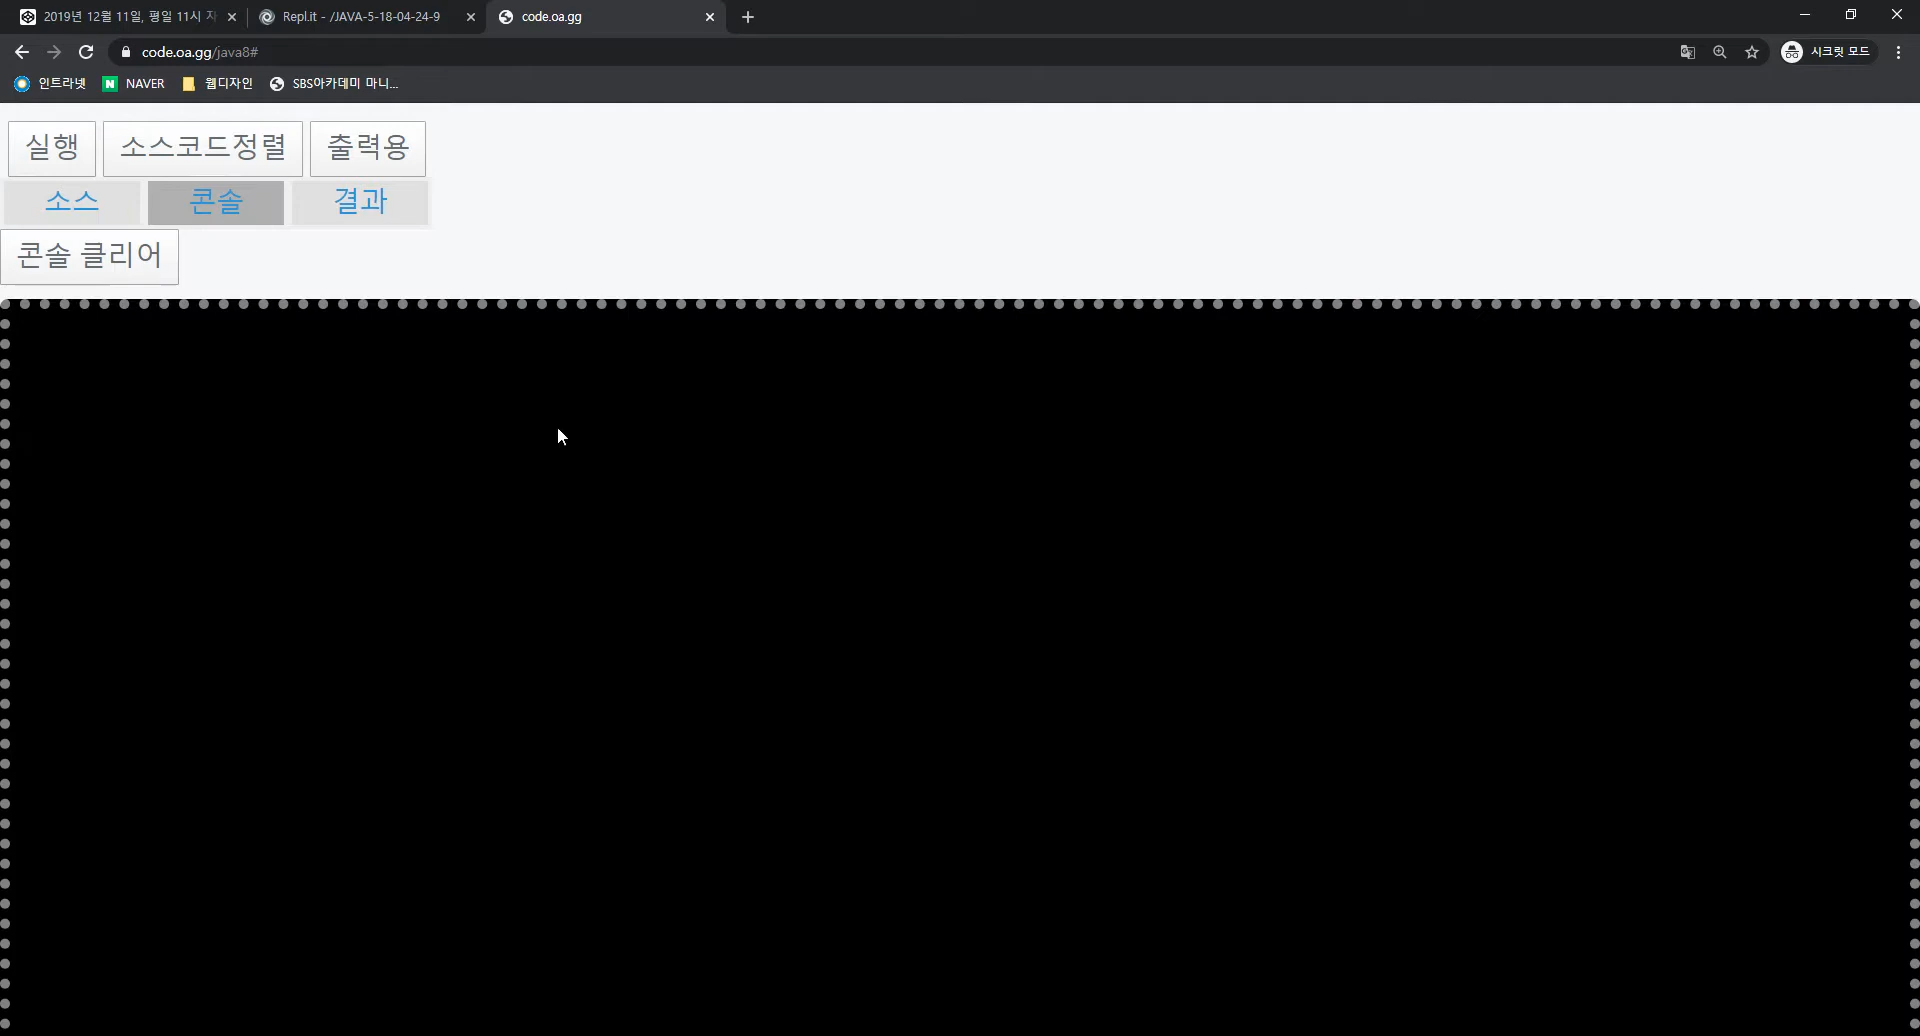 2019년 12월 11일, 평일 11시
Repl.it - /JAVA-5-18-04-24-9
code.oa.gg
code.oa.gg/java8#
시크릿 모드
인트라넷
NAVER
웹디자인
SBS아카데미 마니...
실행
소스코드정렬
출력용
소스
콘솔
결과
콘솔 클리어